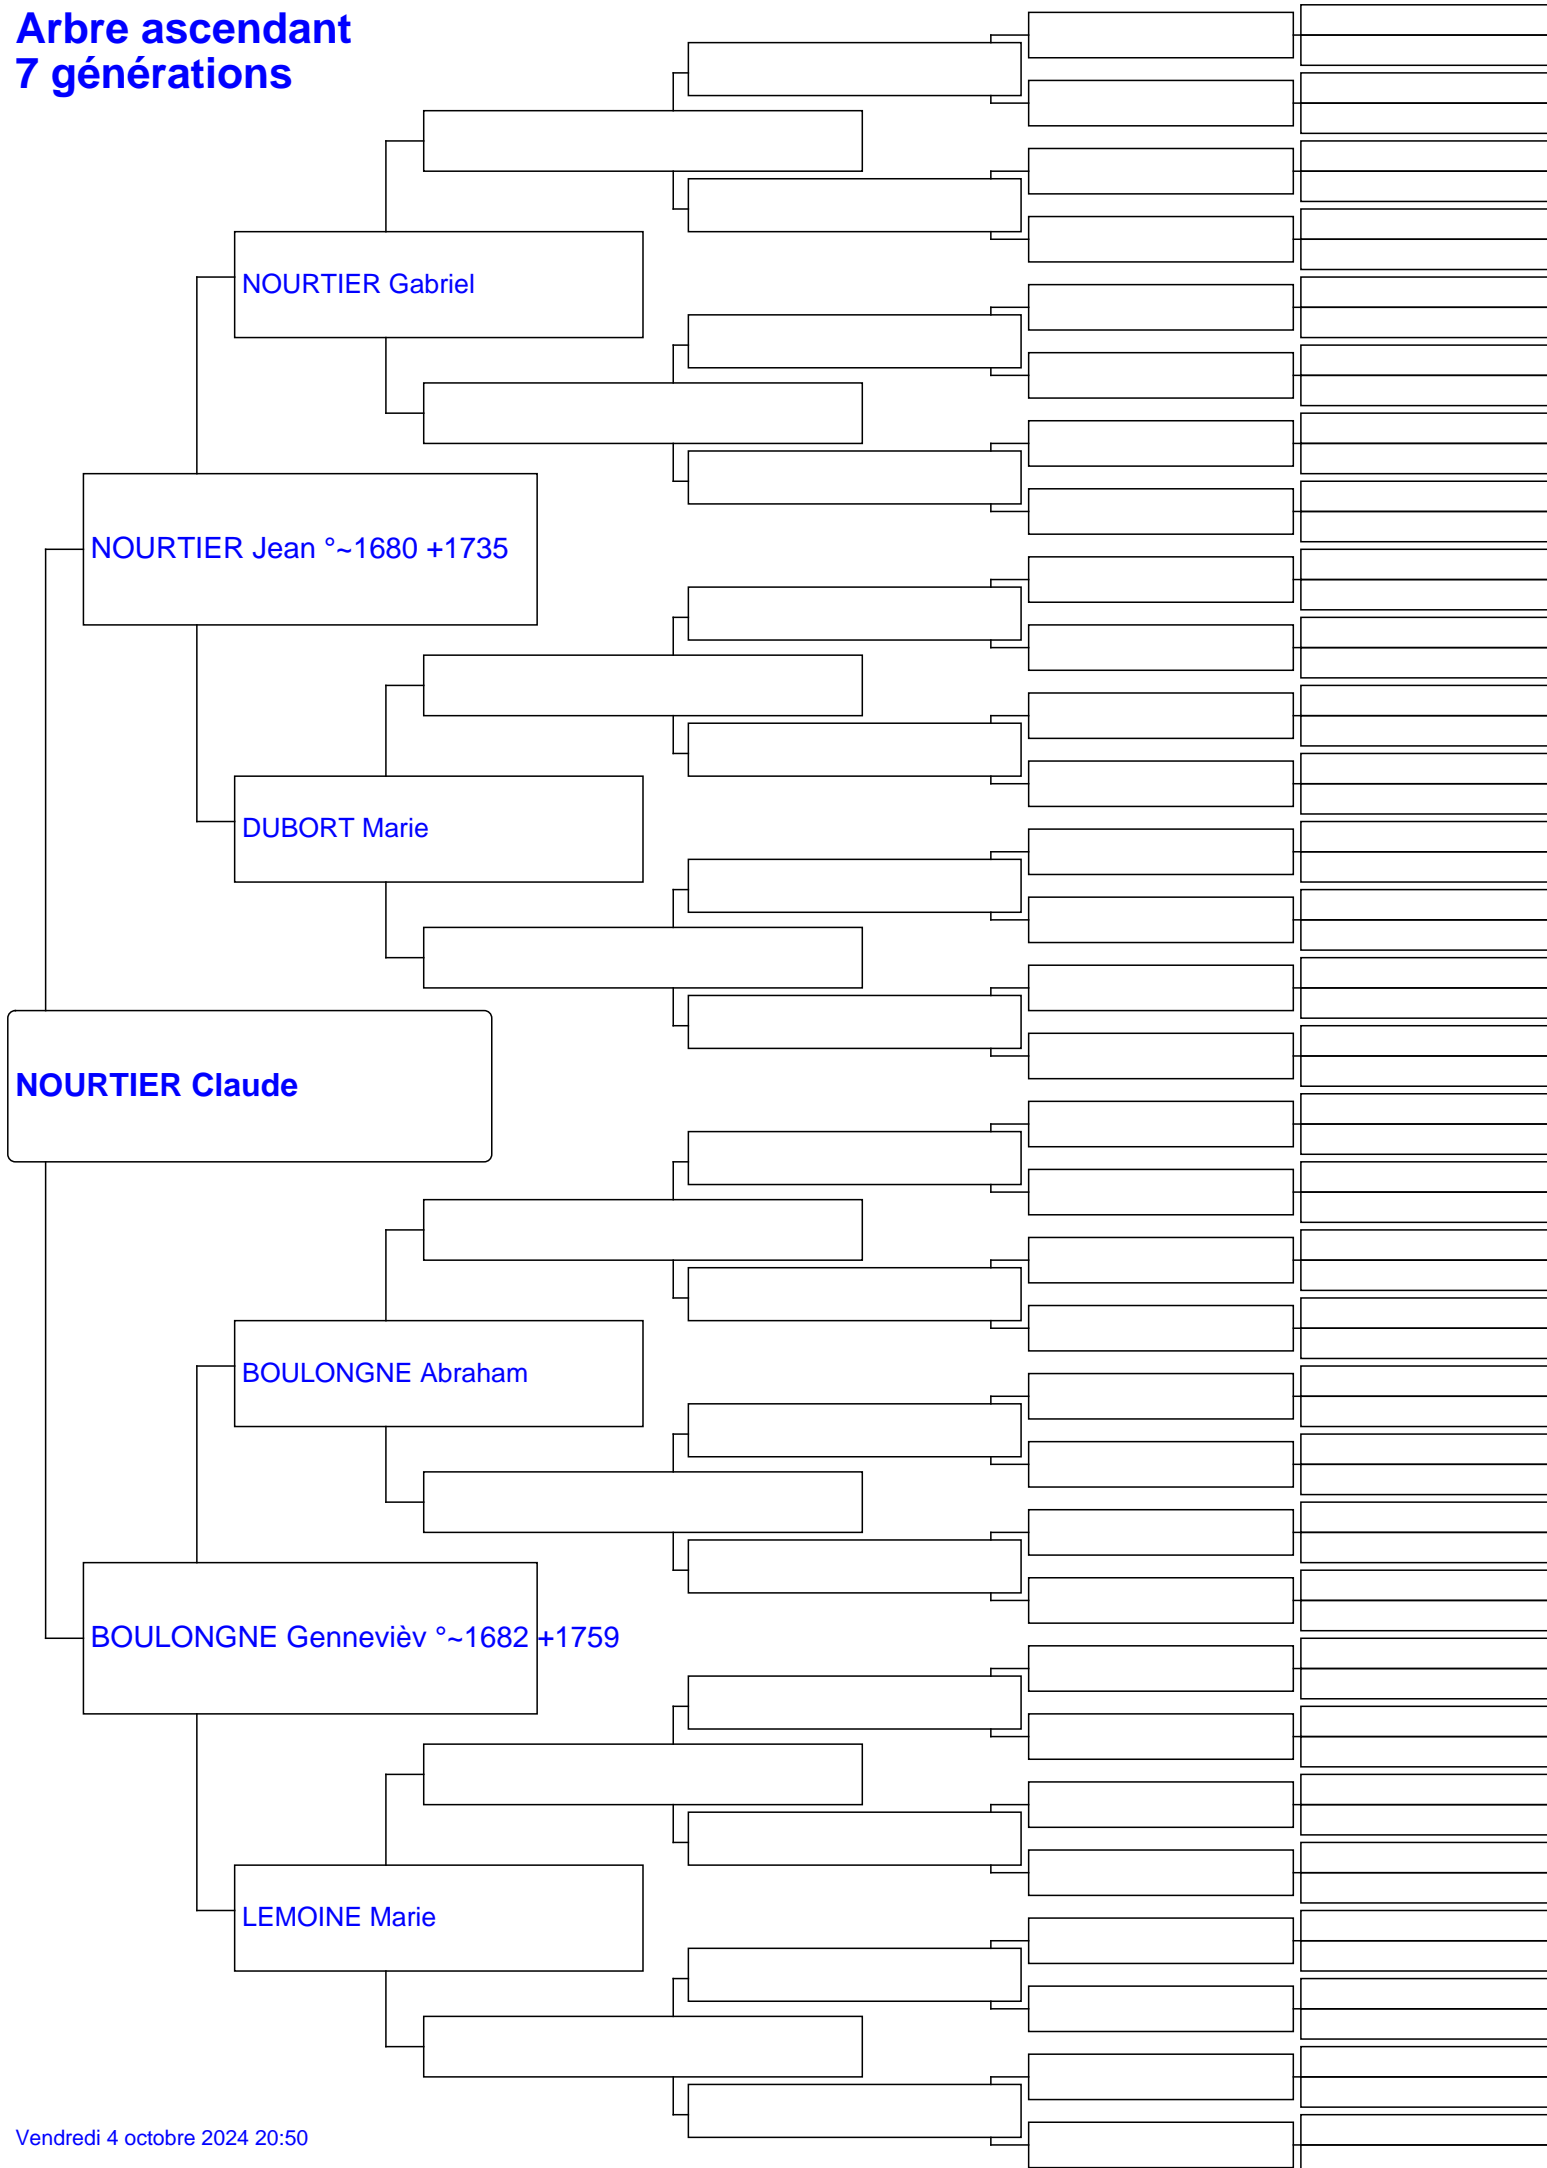 Arbre ascendant
7 générations
NOURTIER Gabriel
NOURTIER Jean °~1680 +1735
DUBORT Marie
NOURTIER Claude
BOULONGNE Abraham
BOULONGNE Gennevièv °~1682 +1759
LEMOINE Marie
Vendredi 4 octobre 2024 20:50